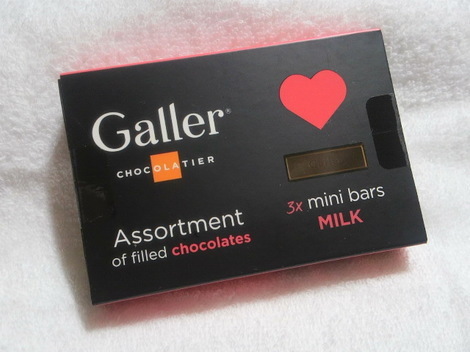 Galler®
CHOCOLATIER
Assortment
of filled chocolates
3x mini bars
MILK